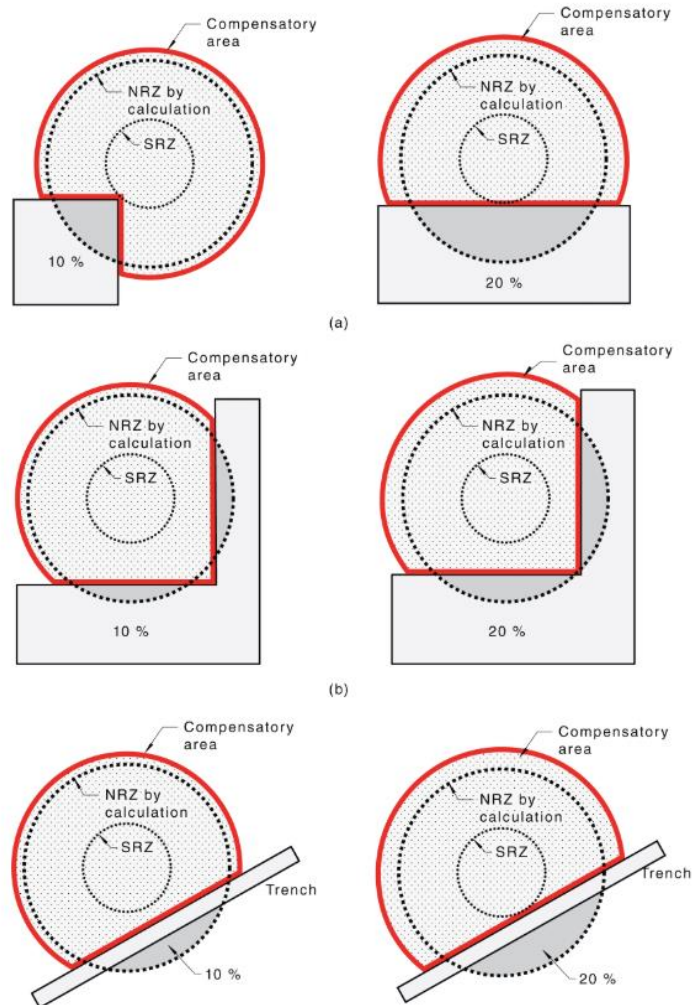 Compensatory
area
NRZ by
calculation
SRZ
10 %
Compensatory
area
NRZ by
calculation
SRZ
20 %
(a)
Compensatory
area
NRZ by
calculation
SRZ
10 %
Compensatory
area
NRZ by
calculation
SRZ
20 %
(b)
Compensatory
area
NRZ by
calculation
SRZ
Trench
10 %
Compensatory
area
NRZ by
calculation
SRZ
Trench
20 %